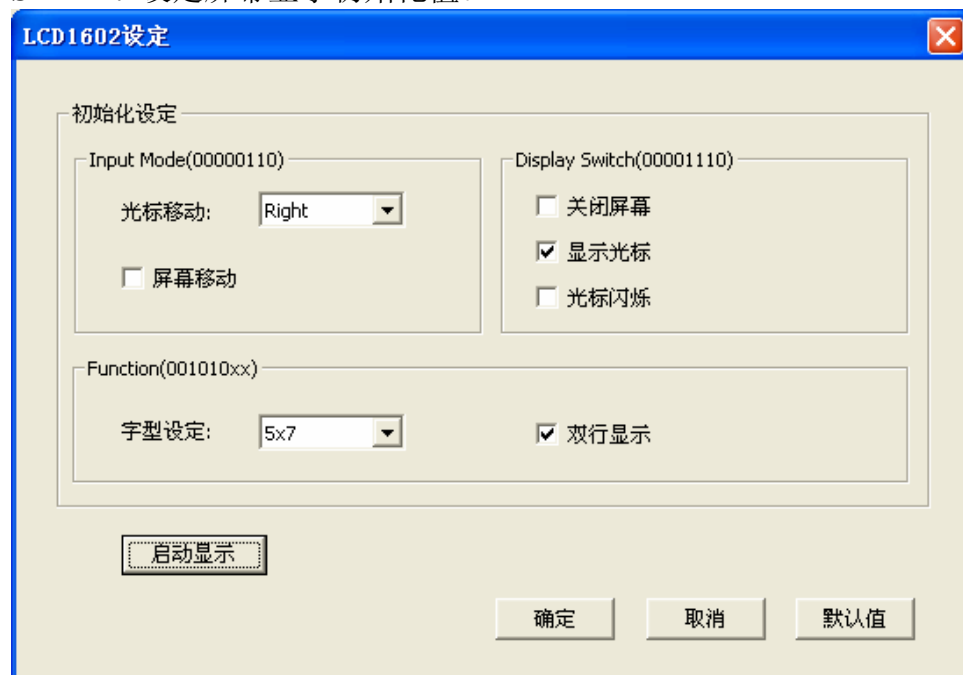 LCD1602设定
初始化设定
Input Mode(00000110)
光标移动: Right
屏幕移动
Display Switch(00001110)
关闭屏幕
显示光标
光标闪烁
Function(001010xx)
字型设定: 5x7
双行显示
启动显示
确定 取消 默认值